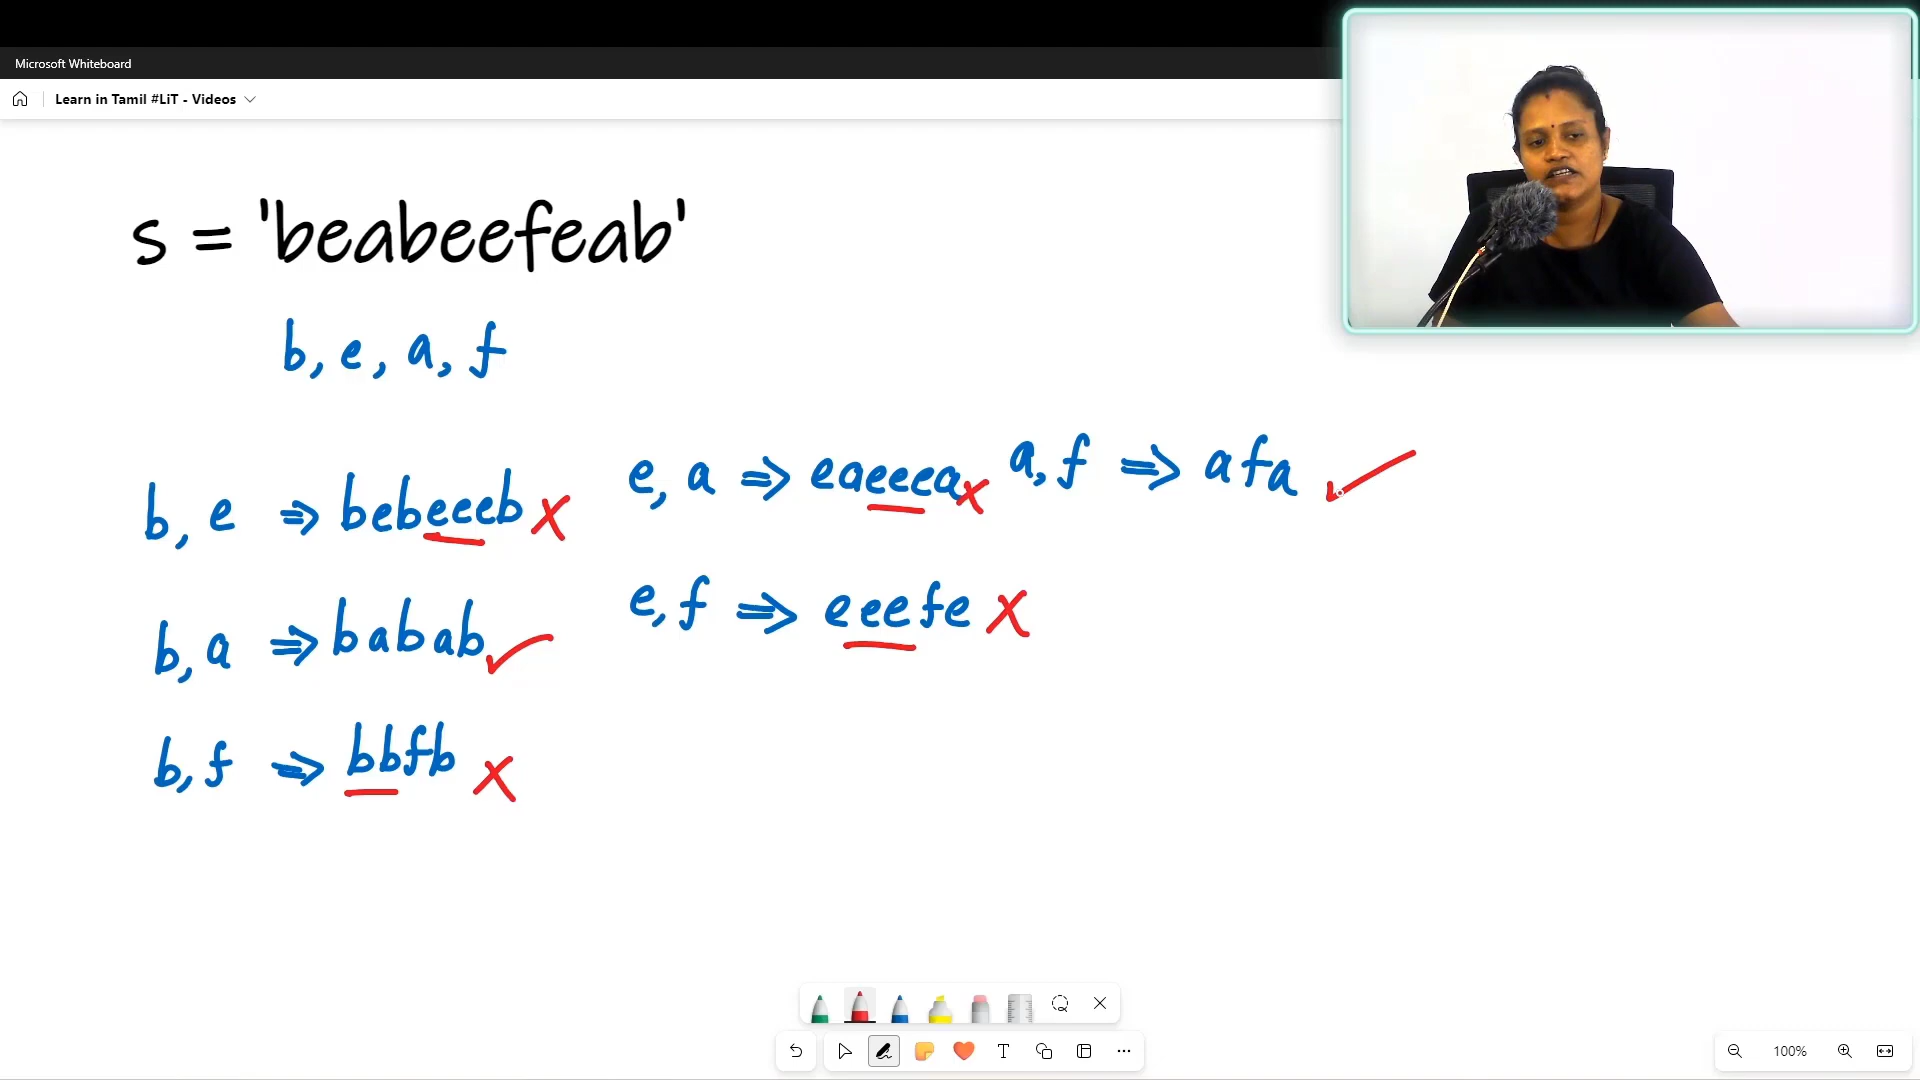 Microsoft Whiteboard
Learn in Tamil #LiT - Videos
s = 'beabeefeab'
b, e, a, f
b, e ⇒ bebeeeb X
b, a ⇒ babab ✓
b, f ⇒ bbfb X
e, a ⇒ eaeeea x
e, f ⇒ eeefe X
a, f ⇒ afa ✓
T
100%